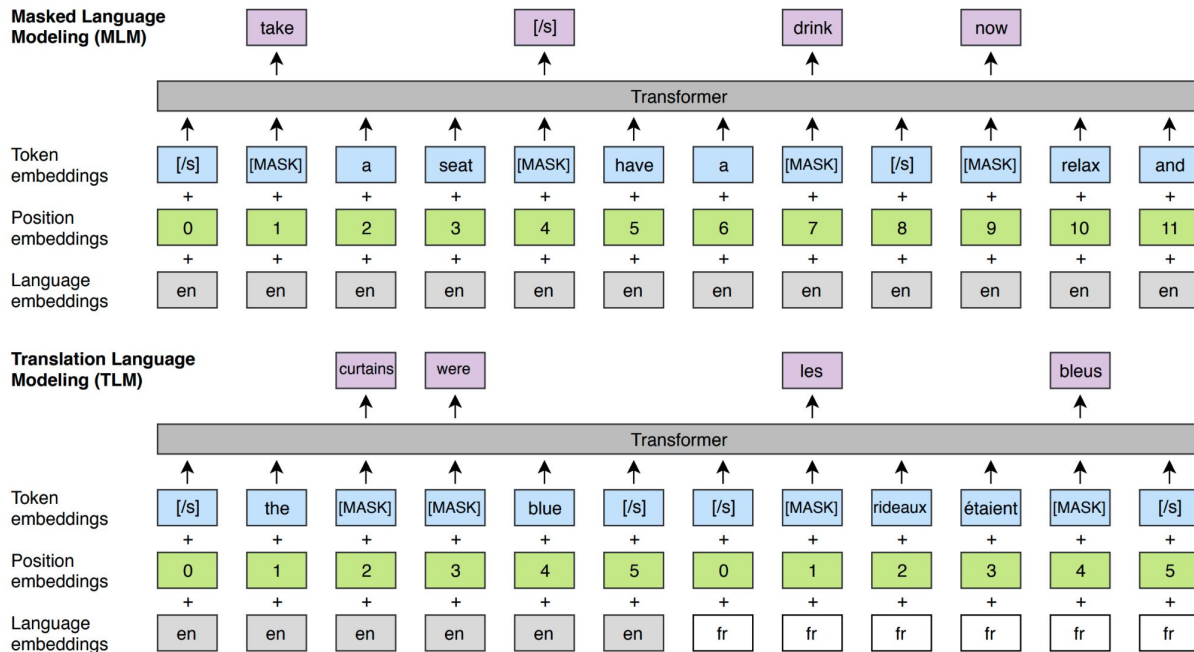 Masked Language
Modeling (MLM)
take [/s] drink now
Transformer
Token
embeddings
[/s] [MASK] a seat [MASK] have a [MASK] [/s] [MASK] relax and
+ + + + + + + + + + + +
Position
embeddings
0 1 2 3 4 5 6 7 8 9 10 11
+ + + + + + + + + + + +
Language
embeddings
en en en en en en en en en en en en
Translation Language
Modeling (TLM)
curtains were les bleus
Transformer
Token
embeddings
[/s] the [MASK] [MASK] blue [/s] [/s] [MASK] rideaux étaient [MASK] [/s]
+ + + + + + + + + + + +
Position
embeddings
0 1 2 3 4 5 0 1 2 3 4 5
+ + + + + + + + + + + +
Language
embeddings
en en en en en en fr fr fr fr fr fr